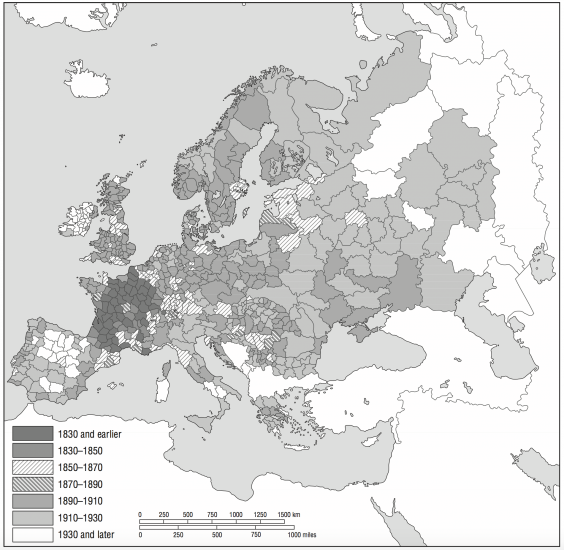 1830 and earlier
1830–1850
1850–1870
1870–1890
1890–1910
1910–1930
1930 and later
0 250 500 750 1000 1250 1500 km
0 250 500 750 1000 miles